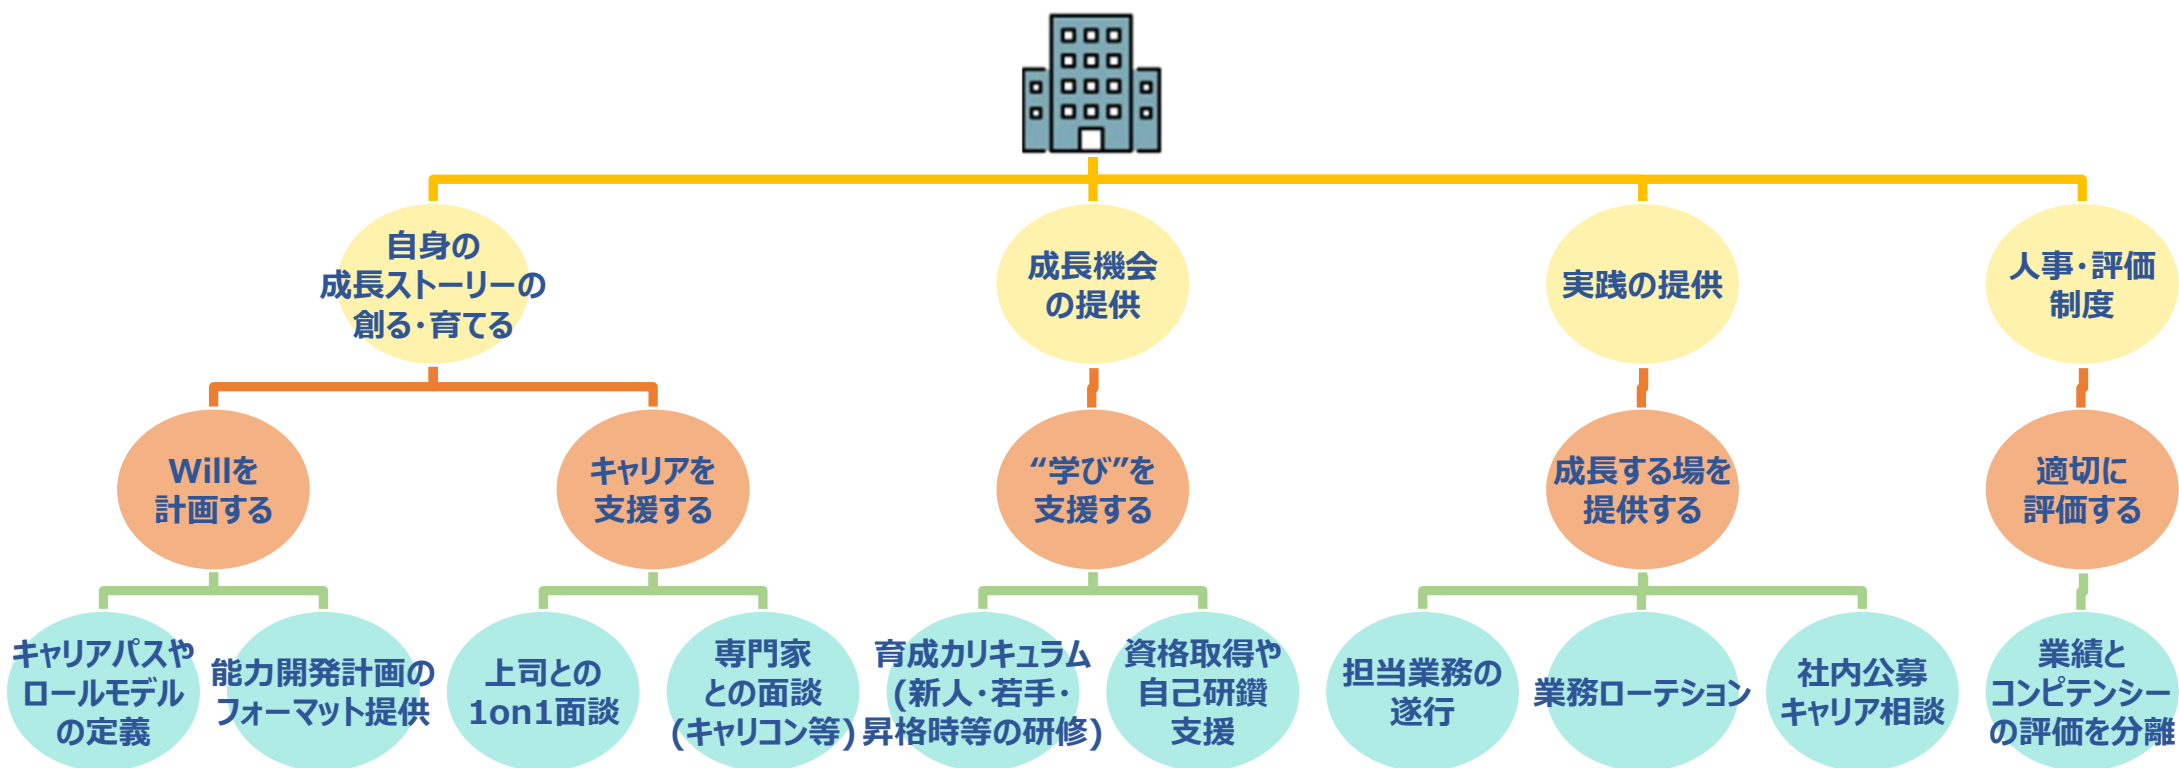 自身の
成長ストーリーの
創る・育てる
成長機会
の提供
実践の提供
人事・評価
制度
Willを
計画する
キャリアを
支援する
“学び”を
支援する
成長する場を
提供する
適切に
評価する
キャリアパスや
ロールモデル
の定義
能力開発計画の
フォーマット提供
上司との
1on1面談
専門家
との面談
(キャリコン等)
育成カリキュラム
(新人・若手・
昇格時等の研修)
資格取得や
自己研鑽
支援
担当業務の
遂行
業務ローテション
社内公募
キャリア相談
業績と
コンピテンシー
の評価を分離